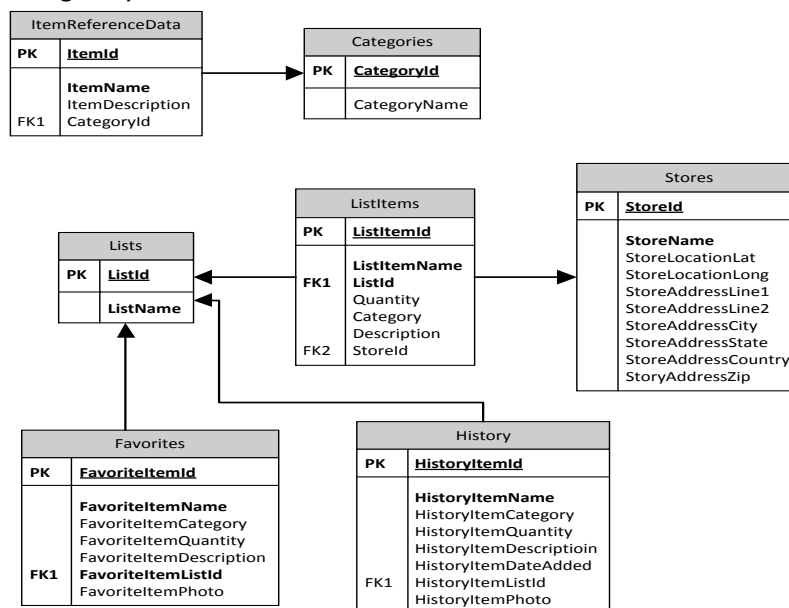 ItemReferenceData
PK ItemId
ItemName
ItemDescription
FK1 CategoryId
Categories
PK CategoryId
CategoryName
Stores
PK StoreId
StoreName
StoreLocationLat
StoreLocationLong
StoreAddressLine1
StoreAddressLine2
StoreAddressCity
StoreAddressState
StoreAddressCountry
StoryAddressZip
ListItems
PK ListItemId
ListItemName
FK1 ListId
Quantity
Category
Description
FK2 StoreId
Lists
PK ListId
ListName
Favorites
PK FavoriteItemId
FavoriteItemName
FavoriteItemCategory
FavoriteItemQuantity
FavoriteItemDescription
FK1 FavoriteItemListId
FavoriteItemPhoto
History
PK HistoryItemId
HistoryItemName
HistoryItemCategory
HistoryItemQuantity
HistoryItemDescriptioin
HistoryItemDateAdded
FK1 HistoryItemListId
HistoryItemPhoto